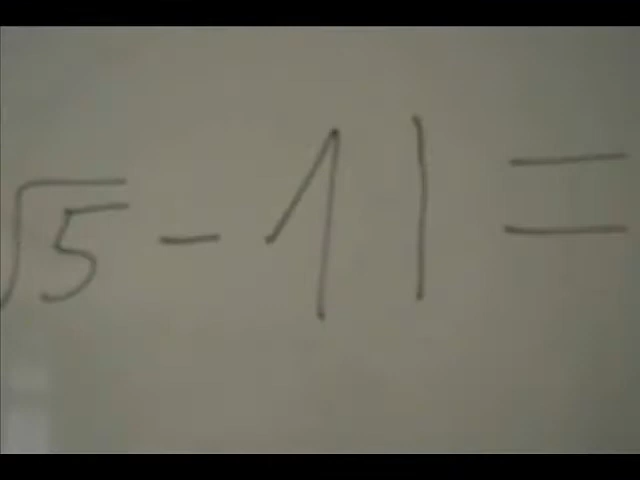 √5 - 1| =